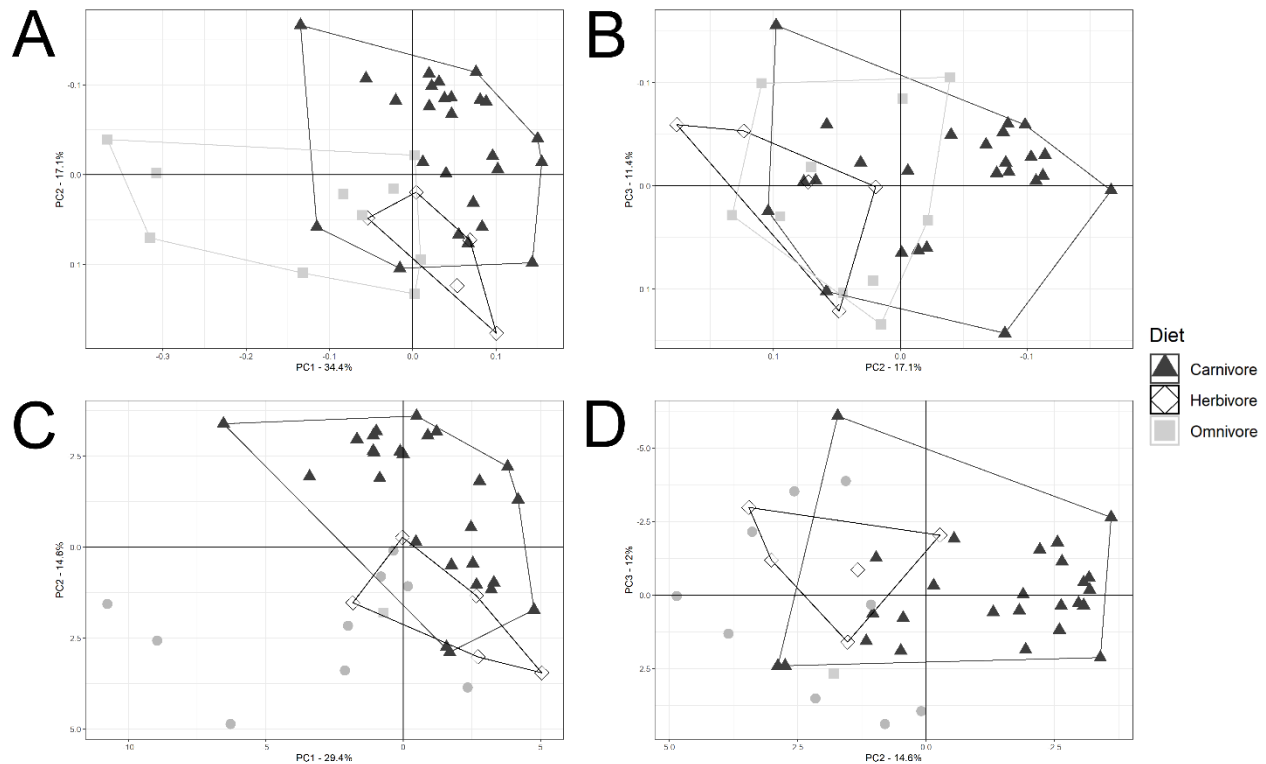 A
B
-0.1
0.0
0.1
PC2 - 17.1%
-0.3
-0.2
-0.1
0.0
0.1
PC1 - 34.4%
0.1
0.0
0.1
PC3 - 11.4%
0.1
0.0
-0.1
PC2 - 17.1%
Diet
Carnivore
Herbivore
Omnivore
C
D
2.5
0.0
2.5
5.0
PC2 - 14.6%
10
5
0
5
PC1 - 29.4%
-5.0
-2.5
0.0
2.5
PC3 - 12%
5.0
2.5
0.0
2.5
PC2 - 14.6%